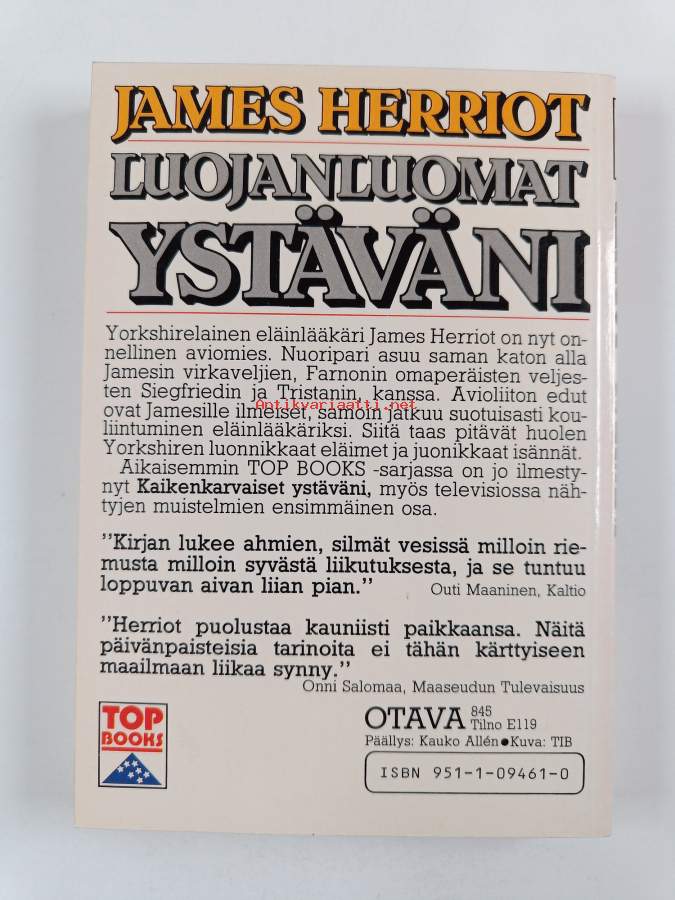 JAMES HERRIOT
LUOJANLUOMAT
YSTÄVÄNI
Yorkshirelainen eläinlääkäri James Herriot on nyt on-
nellinen aviomies. Nuoripari asuu saman katon alla
Jamesin virkaveljien, Farnonin omaperäisten veljes-
ten Siegfriedin ja Tristanin, kanssa. Avioliiton edut
Antikvariaatti.net
ovat Jamesille ilmeiset, samoin jatkuu suotuisasti kou-
liintuminen eläinlääkäriksi. Siitä taas pitävät huolen
Yorkshiren luonnikkaat eläimet ja juonikkaat isännät.
Aikaisemmin TOP BOOKS -sarjassa on jo ilmesty-
nyt Kaikenkarvaiset ystäväni, myös televisiossa näh-
tyjen muistelmien ensimmäinen osa.
"Kirjan lukee ahmien, silmät vesissä milloin rie-
musta milloin syvästä liikutuksesta, ja se tuntuu
loppuvan aivan liian pian." Outi Maaninen, Kaltio
"Herriot puolustaa kauniisti paikkaansa. Näitä
päivänpaisteisia tarinoita ei tähän kärttyiseen
maailmaan liikaa synny."
Onni Salomaa, Maaseudun Tulevaisuus
TOP
BOOKS
OTAVA 845
Tilno E119
Päällys: Kauko Allén●Kuva: TIB
ISBN 951-1-09461-0